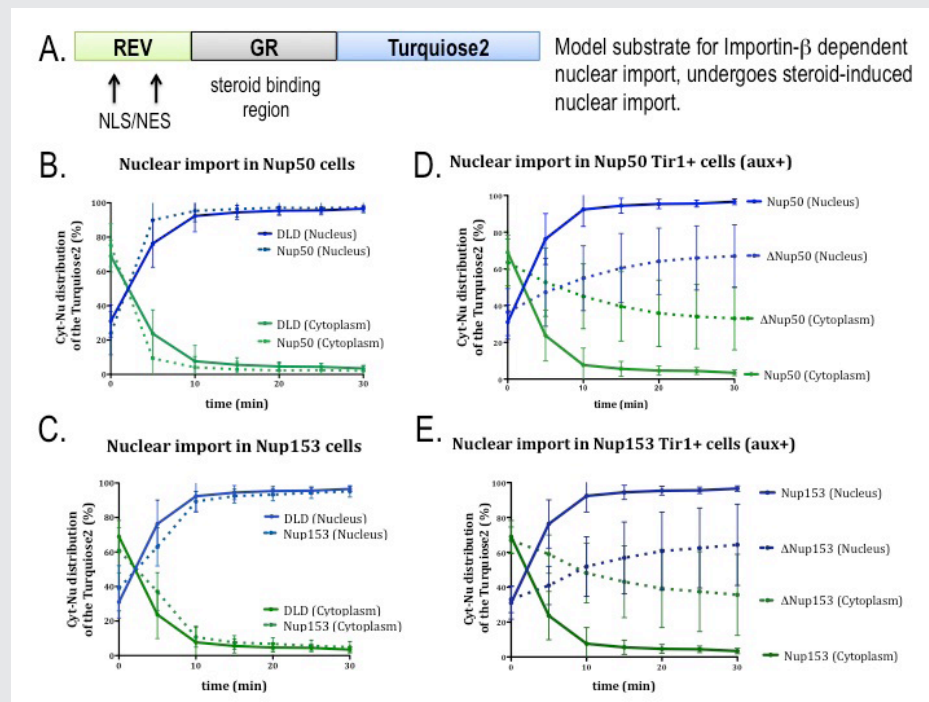 A.
REV
GR
Turquiose2
NLS/NES
steroid binding
region
Model substrate for Importin-β dependent
nuclear import, undergoes steroid-induced
nuclear import.
B.
Nuclear import in Nup50 cells
Cyt-Nu distribution
of the Turquiose2 (%)
100
80
60
40
20
0
0
10
20
30
time (min)
DLD (Nucleus)
Nup50 (Nucleus)
DLD (Cytoplasm)
Nup50 (Cytoplasm)
D.
Nuclear import in Nup50 Tir1+ cells (aux+)
Cyt-Nu distribution
of the Turquiose2 (%)
100
80
60
40
20
0
0
10
20
30
time (min)
Nup50 (Nucleus)
ΔNup50 (Nucleus)
ΔNup50 (Cytoplasm)
Nup50 (Cytoplasm)
C.
Nuclear import in Nup153 cells
Cyt-Nu distribution
of the Turquiose2 (%)
100
80
60
40
20
0
0
10
20
30
time (min)
DLD (Nucleus)
Nup153 (Nucleus)
DLD (Cytoplasm)
Nup153 (Cytoplasm)
E.
Nuclear import in Nup153 Tir1+ cells (aux+)
Cyt-Nu distribution
of the Turquiose2 (%)
100
80
60
40
20
0
0
10
20
30
time (min)
Nup153 (Nucleus)
ΔNup153 (Nucleus)
ΔNup153 (Cytoplasm)
Nup153 (Cytoplasm)